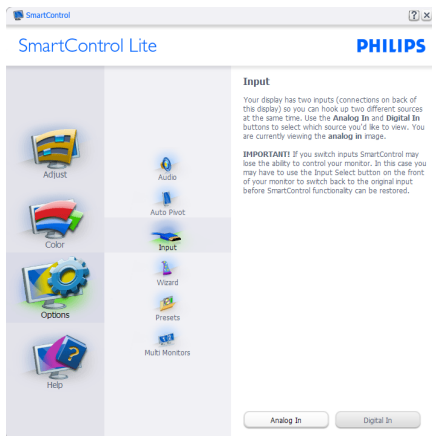 SmartControl
SmartControl Lite
PHILIPS
Adjust
Color
Options
Help
Audio
Auto Pivot
Input
Wizard
Presets
Multi Monitors
Input
Your display has two inputs (connections on back of
this display) so you can hook up two different sources
at the same time. Use the Analog In and Digital In
buttons to select which source you'd like to view. You
are currently viewing the analog in image.
IMPORTANT! If you switch inputs SmartControl may
lose the ability to control your monitor. In this case you
may have to use the Input Select button on the front
of your monitor to switch back to the original input
before SmartControl functionality can be restored.
Analog In
Digital In